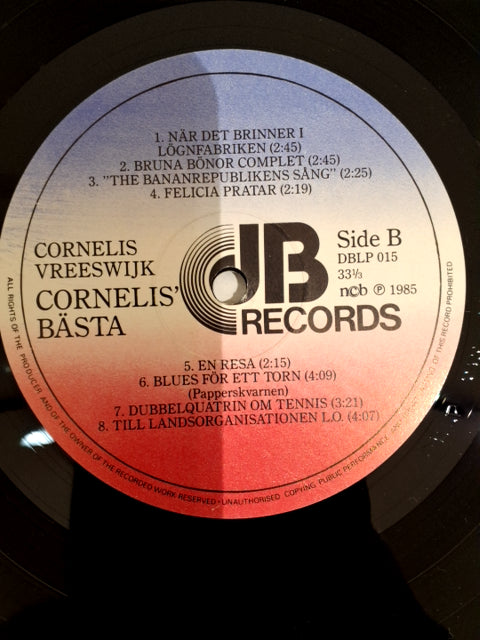 1. NÄR DET BRINNER I
LÖGNFABRIKEN (2:45)
2. BRUNA BÖNOR COMPLET (2:45)
3. "THE BANANREPUBLIKENS SÅNG" (2:25)
4. FELICIA PRATAR (2:19)
CORNELIS
VREESWIJK
CORNELIS'
BÄSTA
dB
RECORDS
Side B
DBLP 015
33⅓
ncb ℗ 1985
5. EN RESA (2:15)
6. BLUES FÖR ETT TORN (4:09)
(Papperskvarnen)
7. DUBBELQUATRIN OM TENNIS (3:21)
8. TILL LANDSORGANISATIONEN L.O. (4:07)
ALL RIGHTS OF THE PRODUCER AND OF THE OWNER OF THE RECORDED WORK RESERVED • UNAUTHORISED COPYING PUBLIC PERFORMANCE AND OF THIS RECORD PROHIBITED